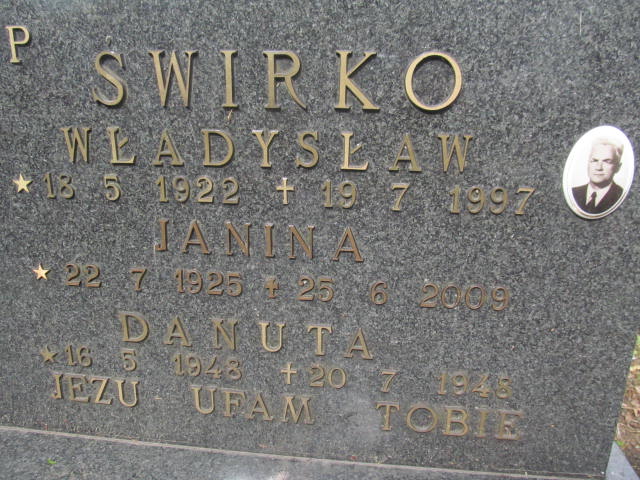 P
SWIRKO
WŁADYSŁAW
★ 13 5 1922 ✝ 19 7 1997
JANINA
★ 22 7 1925 ✝ 25 6 2009
DANUTA
★ 16 5 1948 ✝ 20 7 1948
JEZU UFAM TOBIE